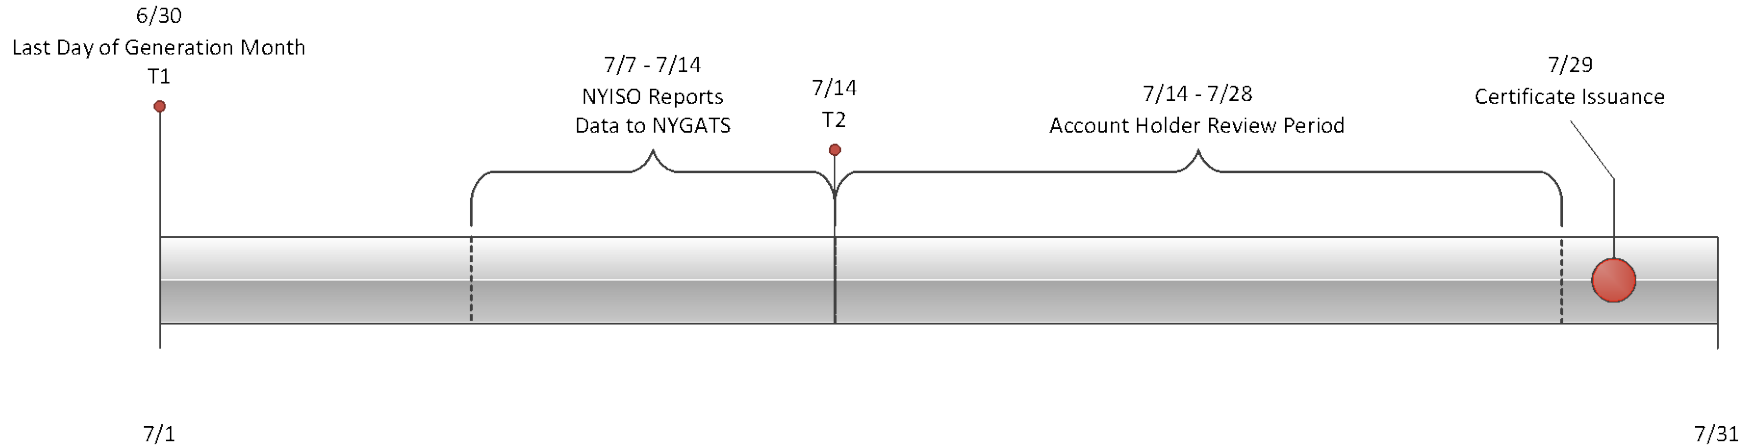 6/30
Last Day of Generation Month
T1
7/7 - 7/14
NYISO Reports
Data to NYGATS
7/14
T2
7/14 - 7/28
Account Holder Review Period
7/29
Certificate Issuance
7/1
7/31